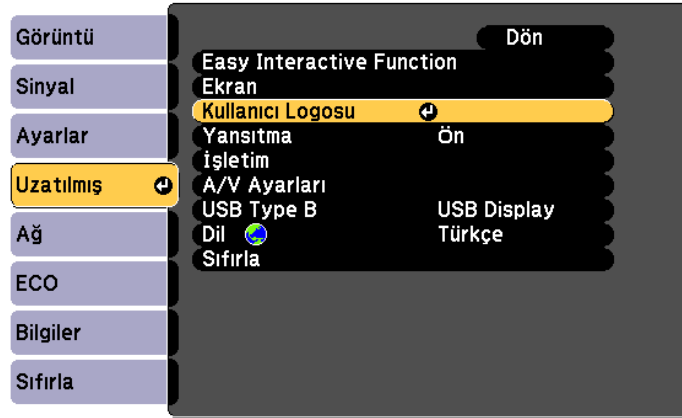 Görüntü
Sinyal
Ayarlar
Uzatılmış
Ağ
ECO
Bilgiler
Sıfırla
Dön
Easy Interactive Function
Ekran
Kullanıcı Logosu
Yansıtma Ön
İşletim
A/V Ayarları
USB Type B USB Display
Dil Türkçe
Sıfırla